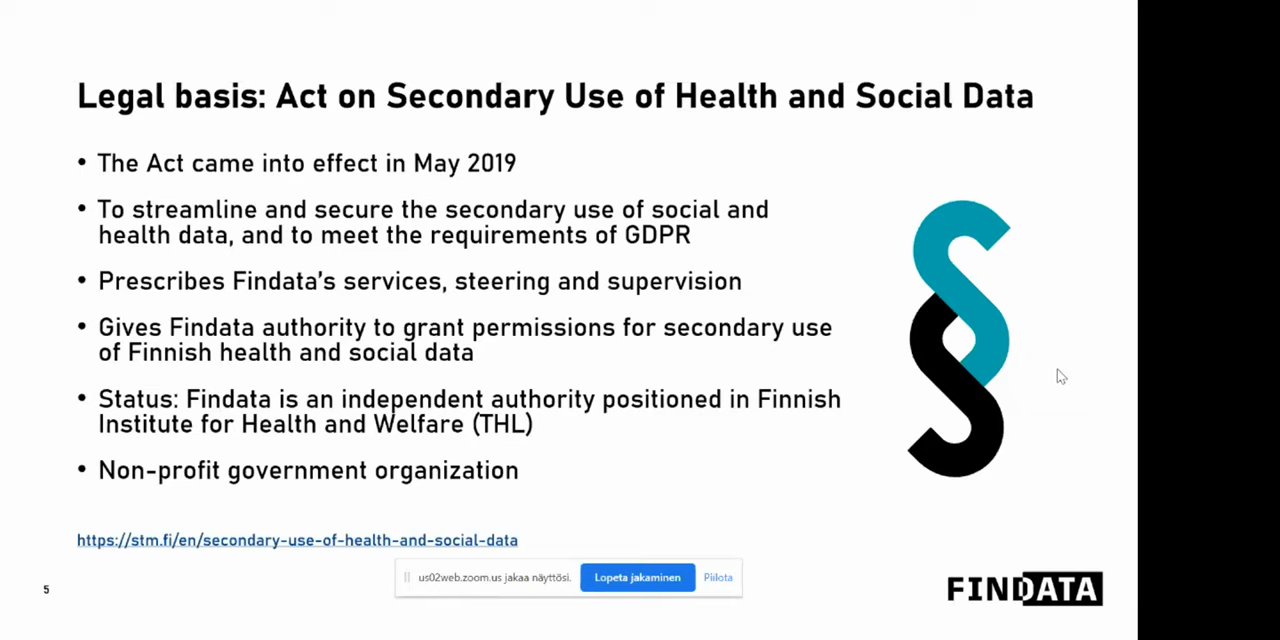 Legal basis: Act on Secondary Use of Health and Social Data
• The Act came into effect in May 2019
• To streamline and secure the secondary use of social and
health data, and to meet the requirements of GDPR
• Prescribes Findata’s services, steering and supervision
• Gives Findata authority to grant permissions for secondary use
of Finnish health and social data
• Status: Findata is an independent authority positioned in Finnish
Institute for Health and Welfare (THL)
• Non-profit government organization
https://stm.fi/en/secondary-use-of-health-and-social-data
us02web.zoom.us jakaa näyttösi. Lopeta jakaminen Piilota
5
FINDATA